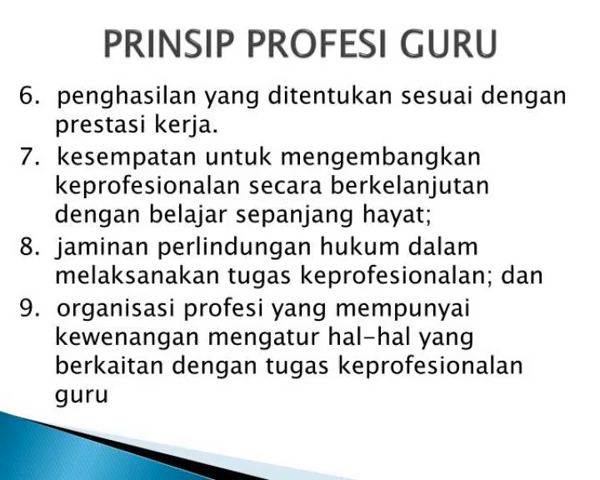 PRINSIP PROFESI GURU
6. penghasilan yang ditentukan sesuai dengan
prestasi kerja.
7. kesempatan untuk mengembangkan
keprofesionalan secara berkelanjutan
dengan belajar sepanjang hayat;
8. jaminan perlindungan hukum dalam
melaksanakan tugas keprofesionalan; dan
9. organisasi profesi yang mempunyai
kewenangan mengatur hal-hal yang
berkaitan dengan tugas keprofesionalan
guru